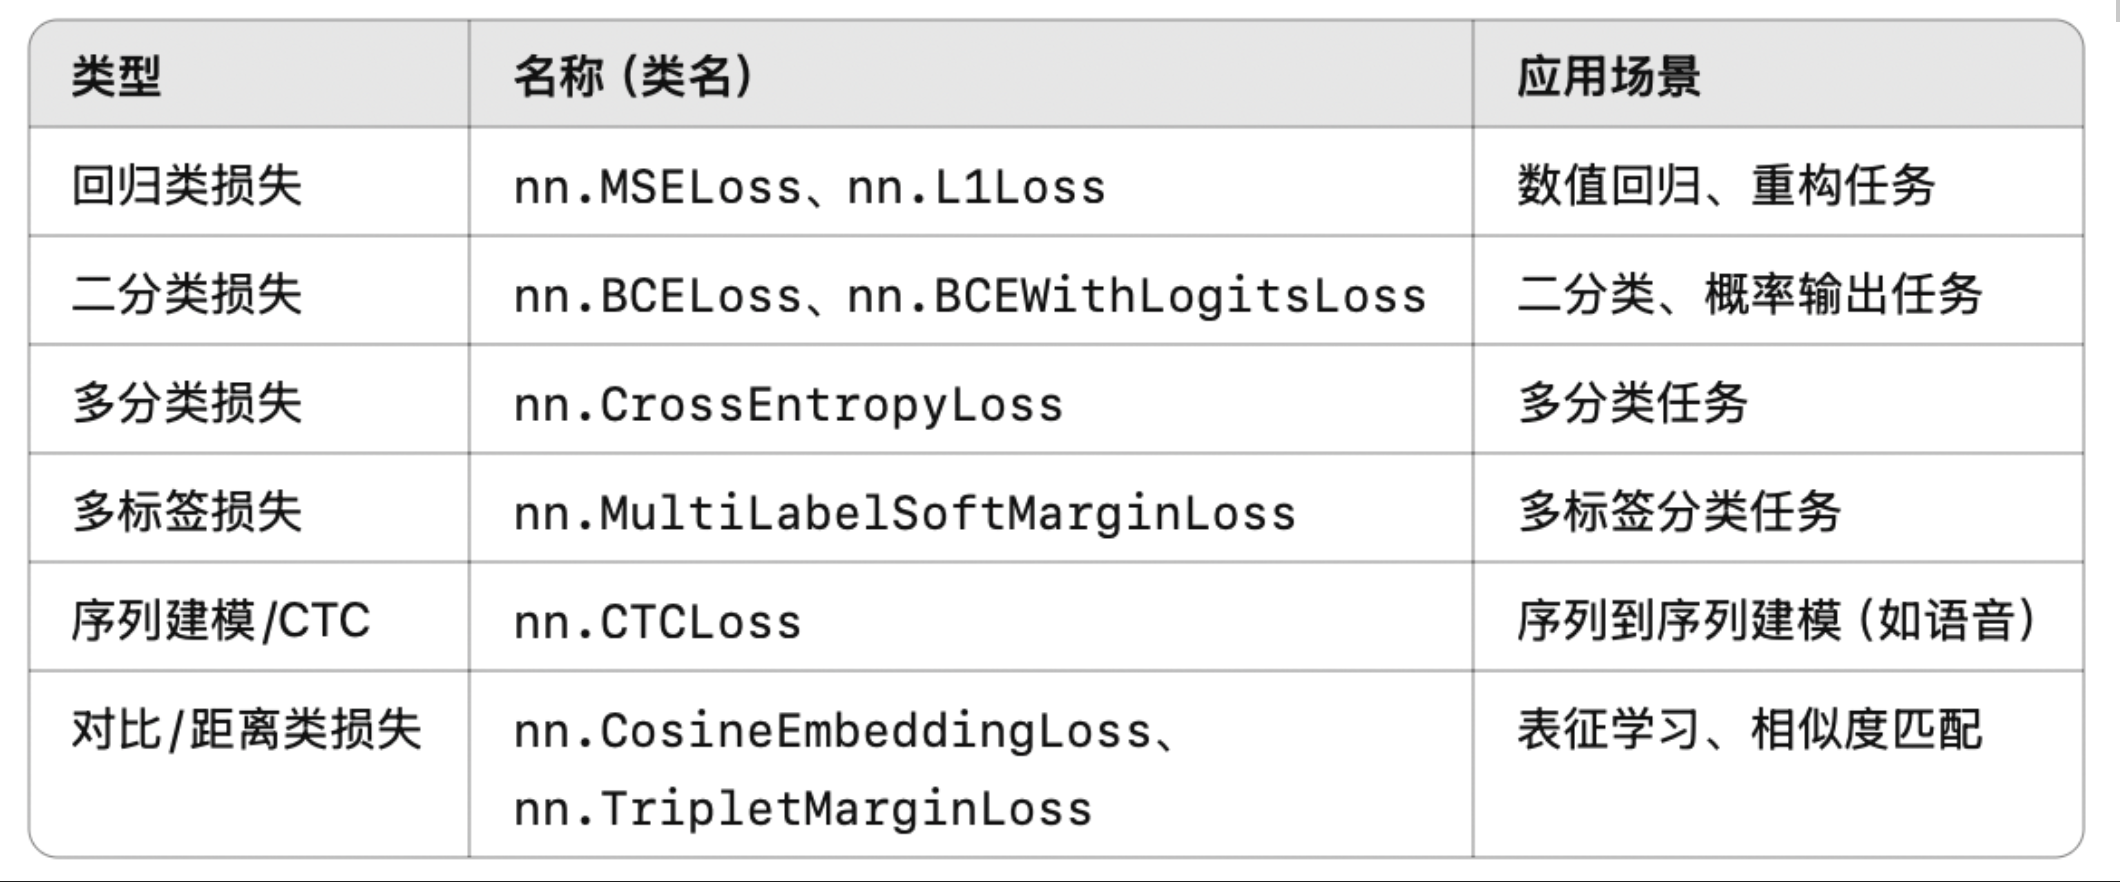 类型 名称（类名） 应用场景
回归类损失 nn.MSELoss、nn.L1Loss 数值回归、重构任务
二分类损失 nn.BCELoss、nn.BCEWithLogitsLoss 二分类、概率输出任务
多分类损失 nn.CrossEntropyLoss 多分类任务
多标签损失 nn.MultiLabelSoftMarginLoss 多标签分类任务
序列建模/CTC nn.CTCLoss 序列到序列建模（如语音）
对比/距离类损失 nn.CosineEmbeddingLoss、 表征学习、相似度匹配
nn.TripletMarginLoss